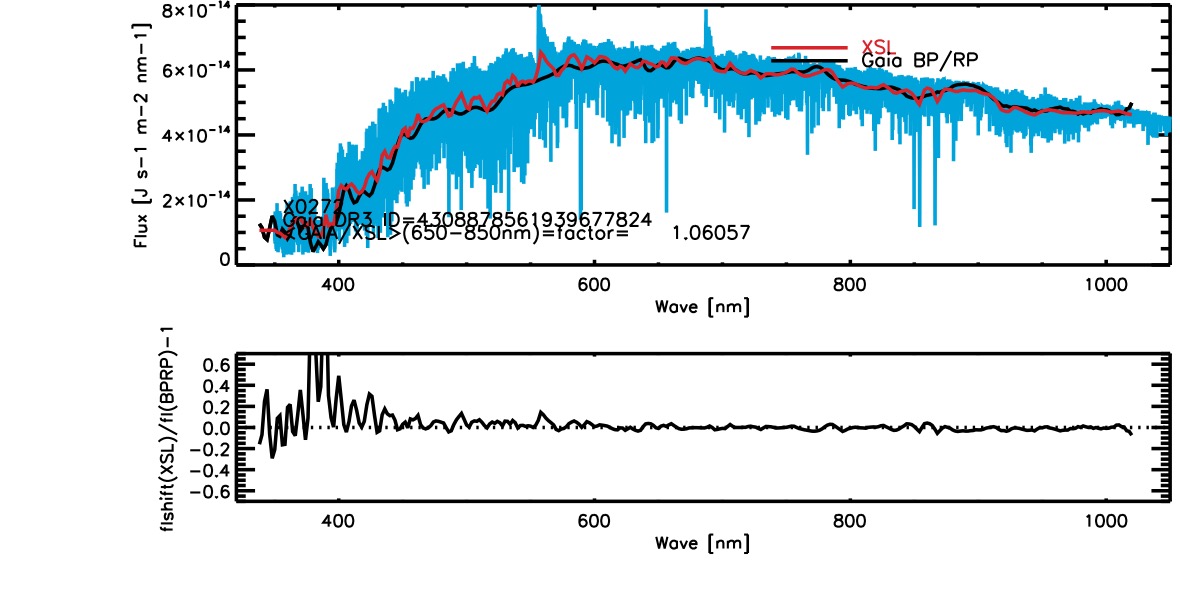 8×10−14
6×10−14
4×10−14
2×10−14
0
Flux [J s−1 m−2 nm−1]
XSL
Gaia BP/RP
X0272
Gaia DR3 ID=4308878561939677824
<GAIA/XSL>(650−850nm)=factor= 1.06057
400 600 800 1000
Wave [nm]
flshift(XSL)/fl(BPRP)−1
0.6
0.4
0.2
0.0
−0.2
−0.4
−0.6
400 600 800 1000
Wave [nm]